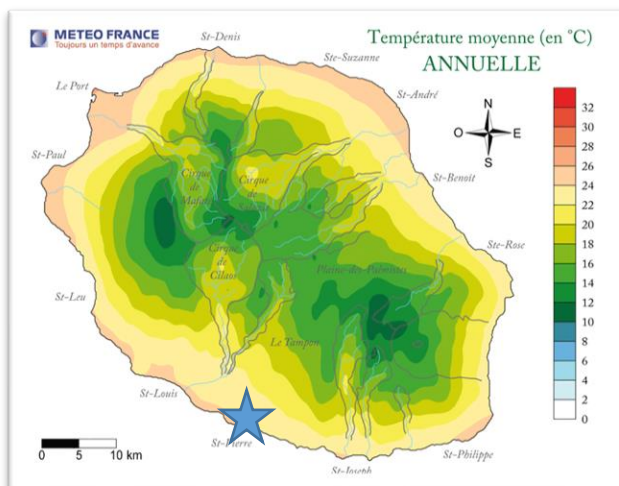 METEO FRANCE
Toujours un temps d'avance
Température moyenne (en °C)
ANNUELLE
St-Denis
Ste-Suzanne
Le Port
St-André
N
O
E
S
St-Paul
Cirque
de
Mafate
Cirque
de
St-Benoit
Cirque
de
Cilaos
Ste-Rose
Plaine-des-Palmistes
St-Leu
Le Tampon
St-Louis
St-Pierre
St-Joseph
St-Philippe
0 5 10 km
32
30
28
26
24
22
20
18
16
14
12
10
8
6
4
2
0